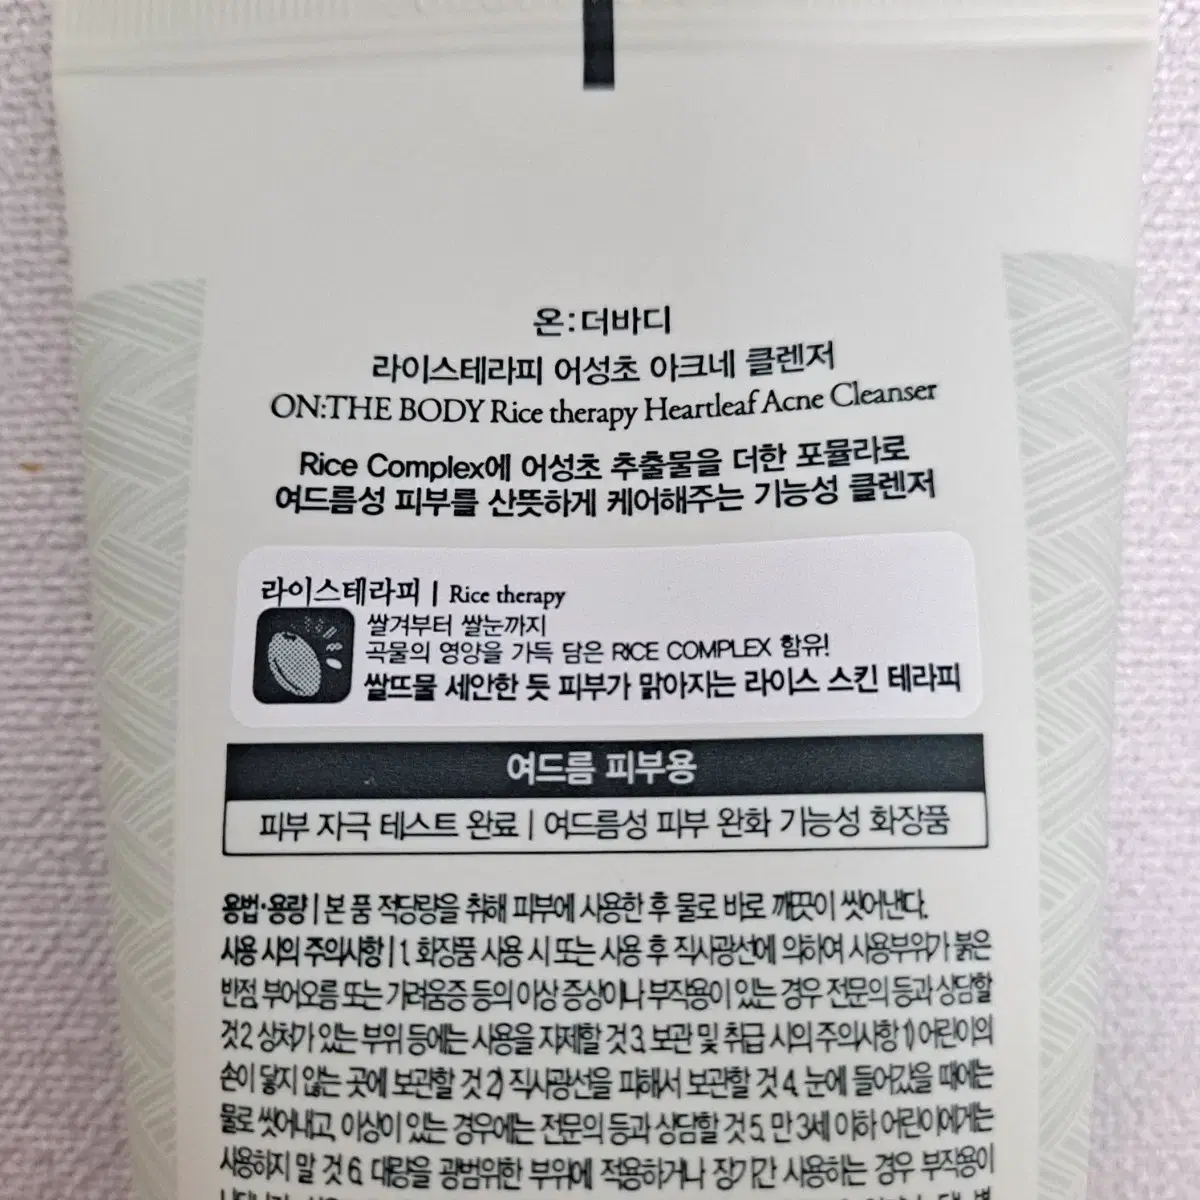 온:더바디
라이스테라피 어성초 아크네 클렌저
ON:THE BODY Rice therapy Heartleaf Acne Cleanser
Rice Complex에 어성초 추출물을 더한 포뮬라로
여드름성 피부를 산뜻하게 케어해주는 기능성 클렌저
라이스테라피 | Rice therapy
쌀겨부터 쌀눈까지
곡물의 영양을 가득 담은 RICE COMPLEX 함유!
쌀뜨물 세안한 듯 피부가 맑아지는 라이스 스킨 테라피
여드름 피부용
피부 자극 테스트 완료 | 여드름성 피부 완화 기능성 화장품
용법·용량 | 본 품 적당량을 취해 피부에 사용한 후 물로 바로 깨끗이 씻어낸다.
사용 시의 주의사항 | 1. 화장품 사용 시 또는 사용 후 직사광선에 의하여 사용부위가 붉은
반점, 부어오름 또는 가려움증 등의 이상 증상이나 부작용이 있는 경우 전문의 등과 상담할
것 2. 상처가 있는 부위 등에는 사용을 자제할 것 3. 보관 및 취급 시의 주의사항 1) 어린이의
손이 닿지 않는 곳에 보관할 것 2) 직사광선을 피해서 보관할 것 4. 눈에 들어갔을 때에는
물로 씻어내고, 이상이 있는 경우에는 전문의 등과 상담할 것 5. 만 3세 이하 어린이에게는
사용하지 말 것 6. 대량을 광범위한 부위에 적용하거나 장기간 사용하는 경우 부작용이